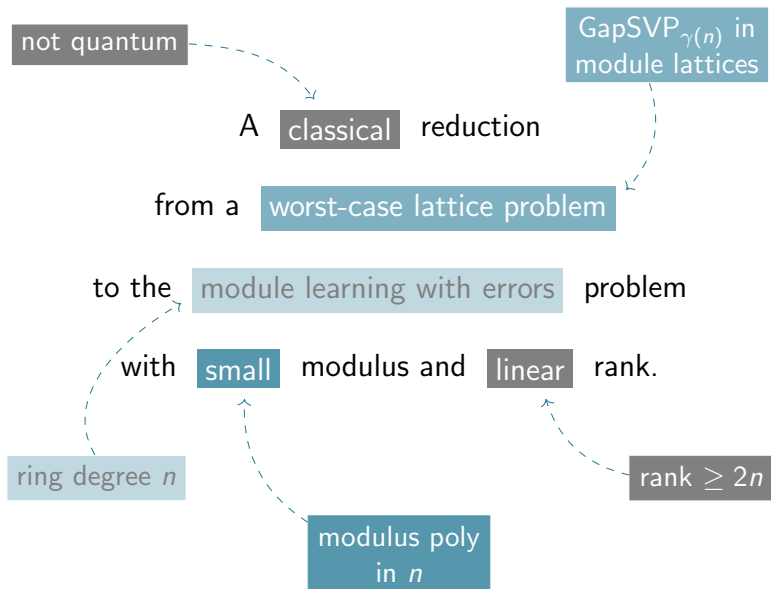 not quantum
GapSVP_γ(n) in
module lattices
A classical reduction
from a worst-case lattice problem
to the module learning with errors problem
with small modulus and linear rank.
ring degree n
rank ≥ 2n
modulus poly
in n